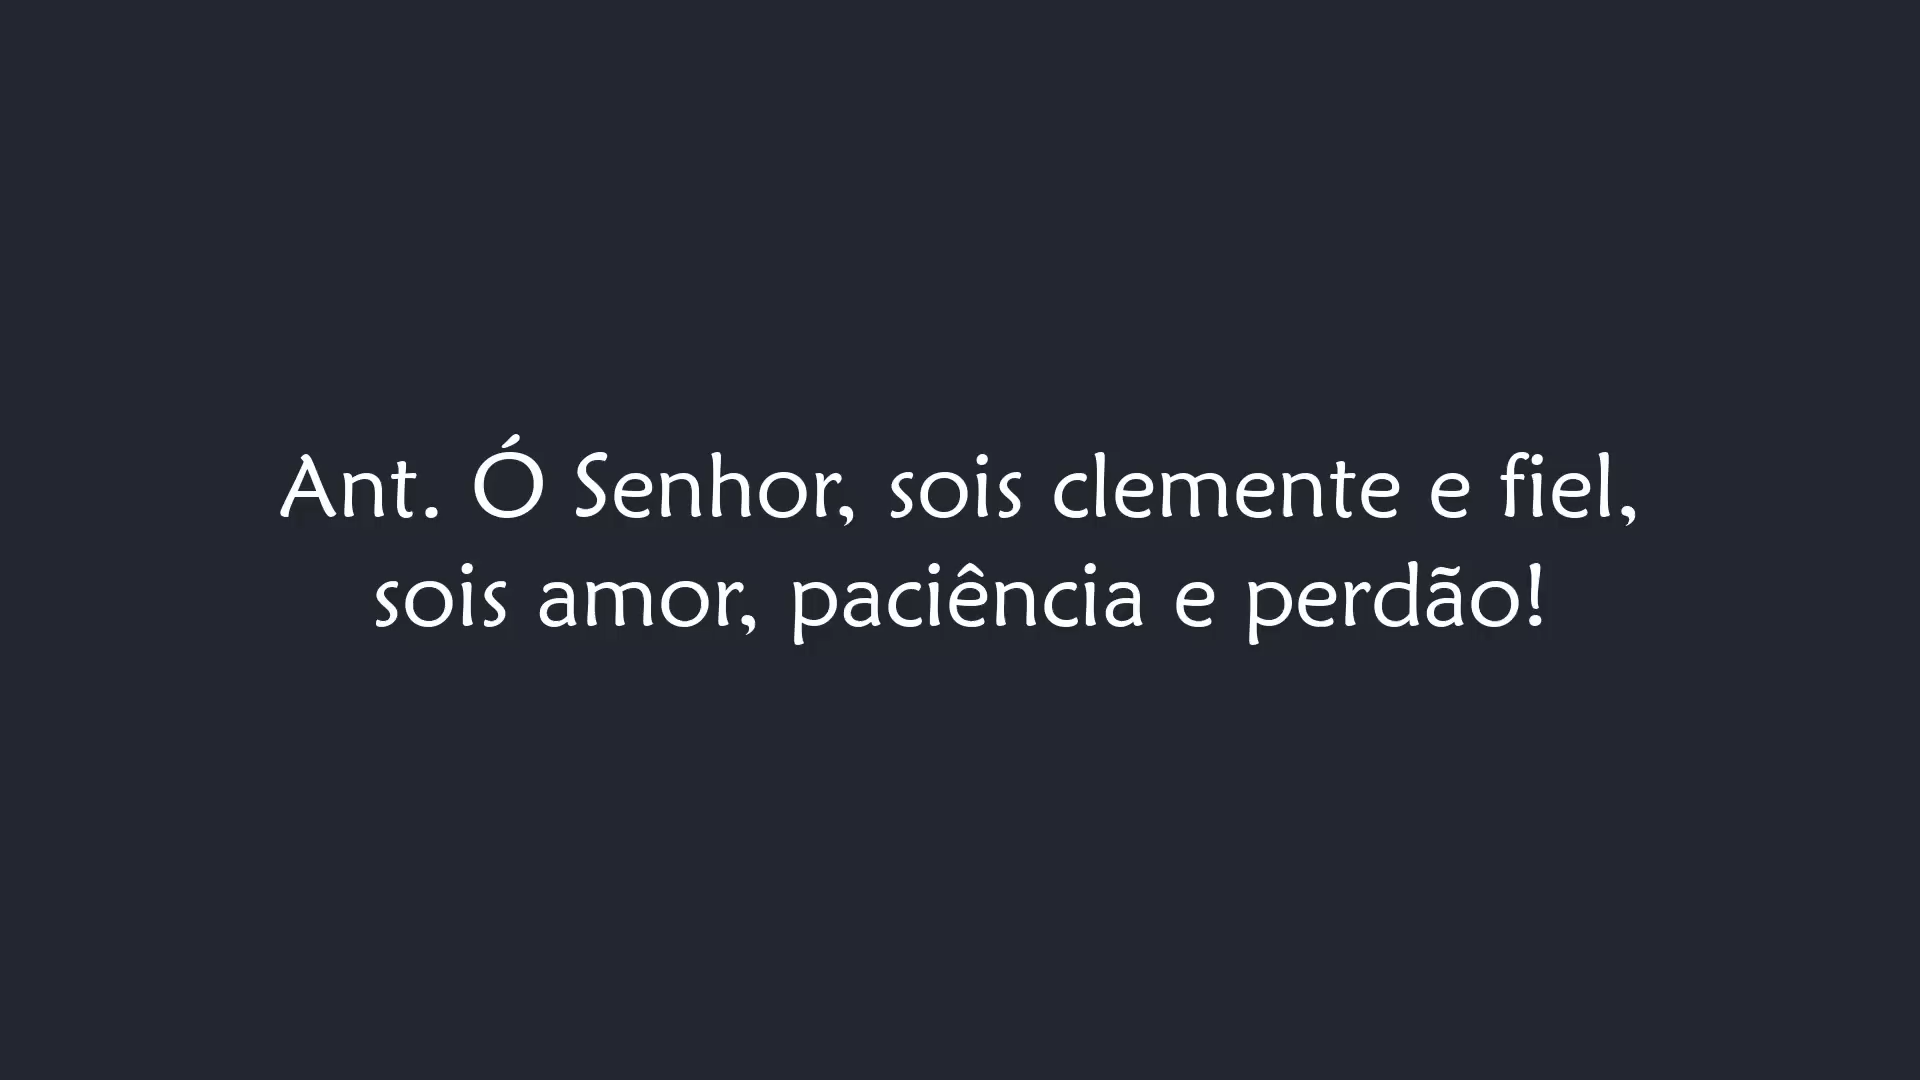 Ant. Ó Senhor, sois clemente e fiel,
sois amor, paciência e perdão!